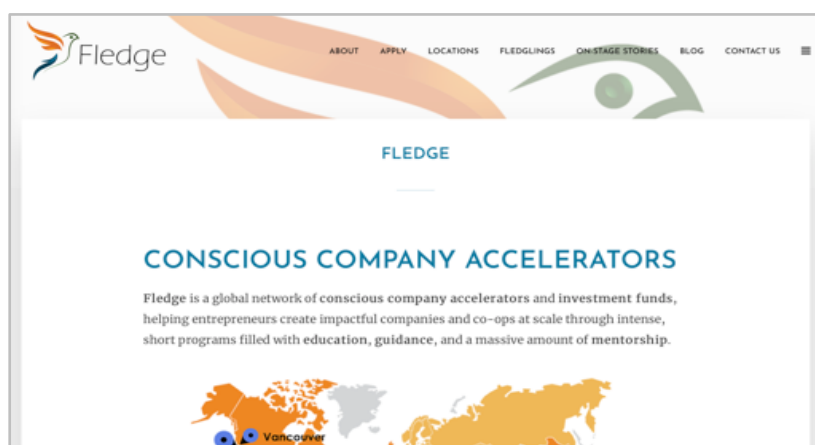 Fledge
ABOUT APPLY LOCATIONS FLEDGLINGS ON-STAGE STORIES BLOG CONTACT US
FLEDGE
CONSCIOUS COMPANY ACCELERATORS
Fledge is a global network of conscious company accelerators and investment funds,
helping entrepreneurs create impactful companies and co-ops at scale through intense,
short programs filled with education, guidance, and a massive amount of mentorship.
Vancouver